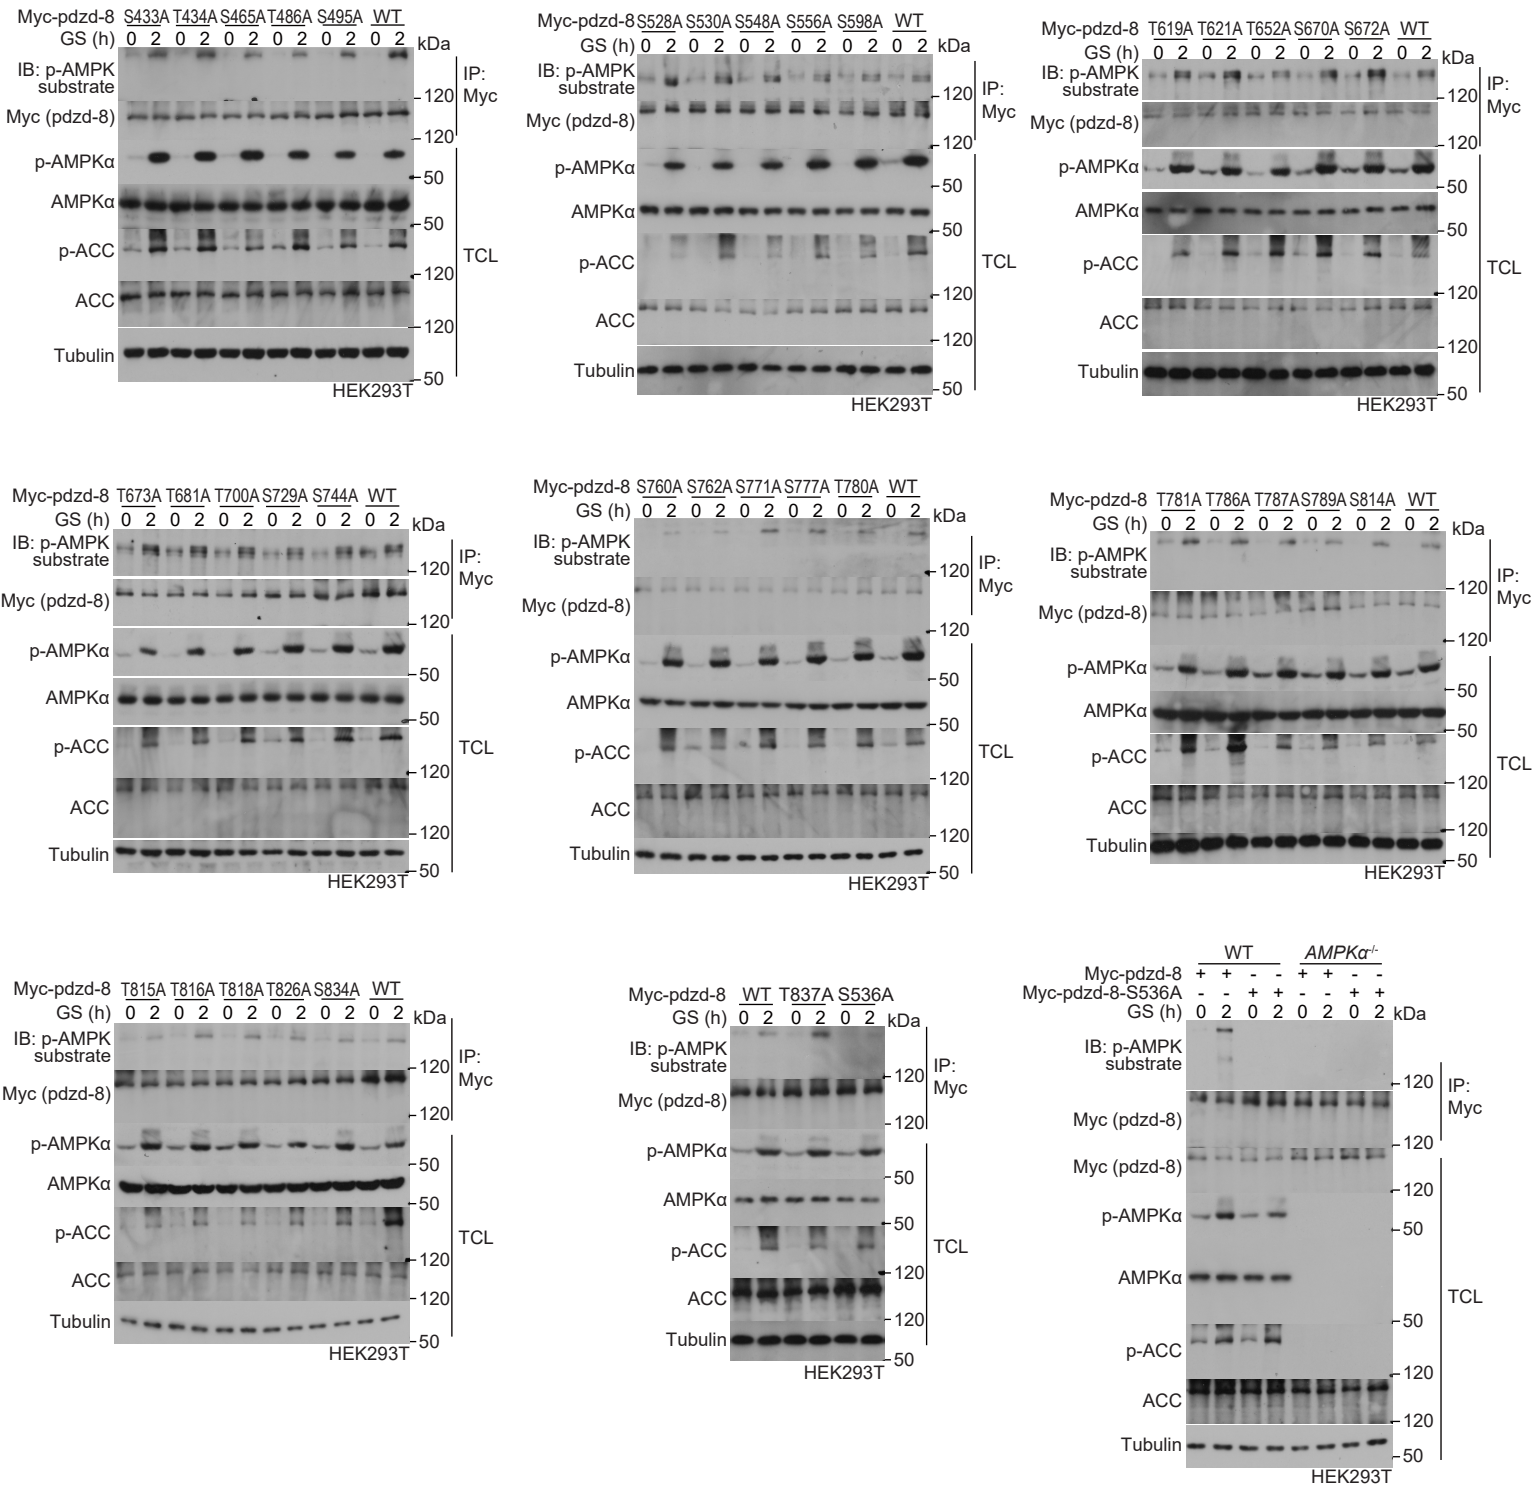 Myc-pdzd-8 S433A T434A S465A T486A S495A WT
GS (h) 0 2 0 2 0 2 0 2 0 2 0 2 kDa
IB: p-AMPK substrate
120
IP: Myc
Myc (pdzd-8)
120
p-AMPKα
50
AMPKα
50
p-ACC
120
TCL
ACC
120
Tubulin
50
HEK293T
Myc-pdzd-8 S528A S530A S548A S556A S598A WT
GS (h) 0 2 0 2 0 2 0 2 0 2 0 2 kDa
IB: p-AMPK substrate
120
IP: Myc
Myc (pdzd-8)
120
p-AMPKα
50
AMPKα
50
p-ACC
120
TCL
ACC
120
Tubulin
50
HEK293T
Myc-pdzd-8 T619A T621A T652A S670A S672A WT
GS (h) 0 2 0 2 0 2 0 2 0 2 0 2 kDa
IB: p-AMPK substrate
120
IP: Myc
Myc (pdzd-8)
120
p-AMPKα
50
AMPKα
50
p-ACC
120
TCL
ACC
120
Tubulin
50
HEK293T
Myc-pdzd-8 T673A T681A T700A S729A S744A WT
GS (h) 0 2 0 2 0 2 0 2 0 2 0 2 kDa
IB: p-AMPK substrate
120
IP: Myc
Myc (pdzd-8)
120
p-AMPKα
50
AMPKα
50
p-ACC
120
TCL
ACC
120
Tubulin
50
HEK293T
Myc-pdzd-8 S760A S762A S771A S777A T780A WT
GS (h) 0 2 0 2 0 2 0 2 0 2 0 2 kDa
IB: p-AMPK substrate
120
IP: Myc
Myc (pdzd-8)
120
p-AMPKα
50
AMPKα
50
p-ACC
120
TCL
ACC
120
Tubulin
50
HEK293T
Myc-pdzd-8 T781A T786A T787A S789A S814A WT
GS (h) 0 2 0 2 0 2 0 2 0 2 0 2 kDa
IB: p-AMPK substrate
120
IP: Myc
Myc (pdzd-8)
120
p-AMPKα
50
AMPKα
50
p-ACC
120
TCL
ACC
120
Tubulin
50
HEK293T
Myc-pdzd-8 T815A T816A T818A T826A S834A WT
GS (h) 0 2 0 2 0 2 0 2 0 2 0 2 kDa
IB: p-AMPK substrate
120
IP: Myc
Myc (pdzd-8)
120
p-AMPKα
50
AMPKα
50
p-ACC
120
TCL
ACC
120
Tubulin
50
HEK293T
Myc-pdzd-8 WT T837A S536A
GS (h) 0 2 0 2 0 2 kDa
IB: p-AMPK substrate
120
IP: Myc
Myc (pdzd-8)
120
p-AMPKα
50
AMPKα
50
p-ACC
120
TCL
ACC
120
Tubulin
50
HEK293T
WT AMPKα-/-
Myc-pdzd-8 + + - - + + - -
Myc-pdzd-8-S536A - - + + - - + +
GS (h) 0 2 0 2 0 2 0 2 kDa
IB: p-AMPK substrate
120
IP: Myc
Myc (pdzd-8)
120
Myc (pdzd-8)
120
p-AMPKα
50
AMPKα
50
TCL
p-ACC
120
ACC
120
Tubulin
50
HEK293T